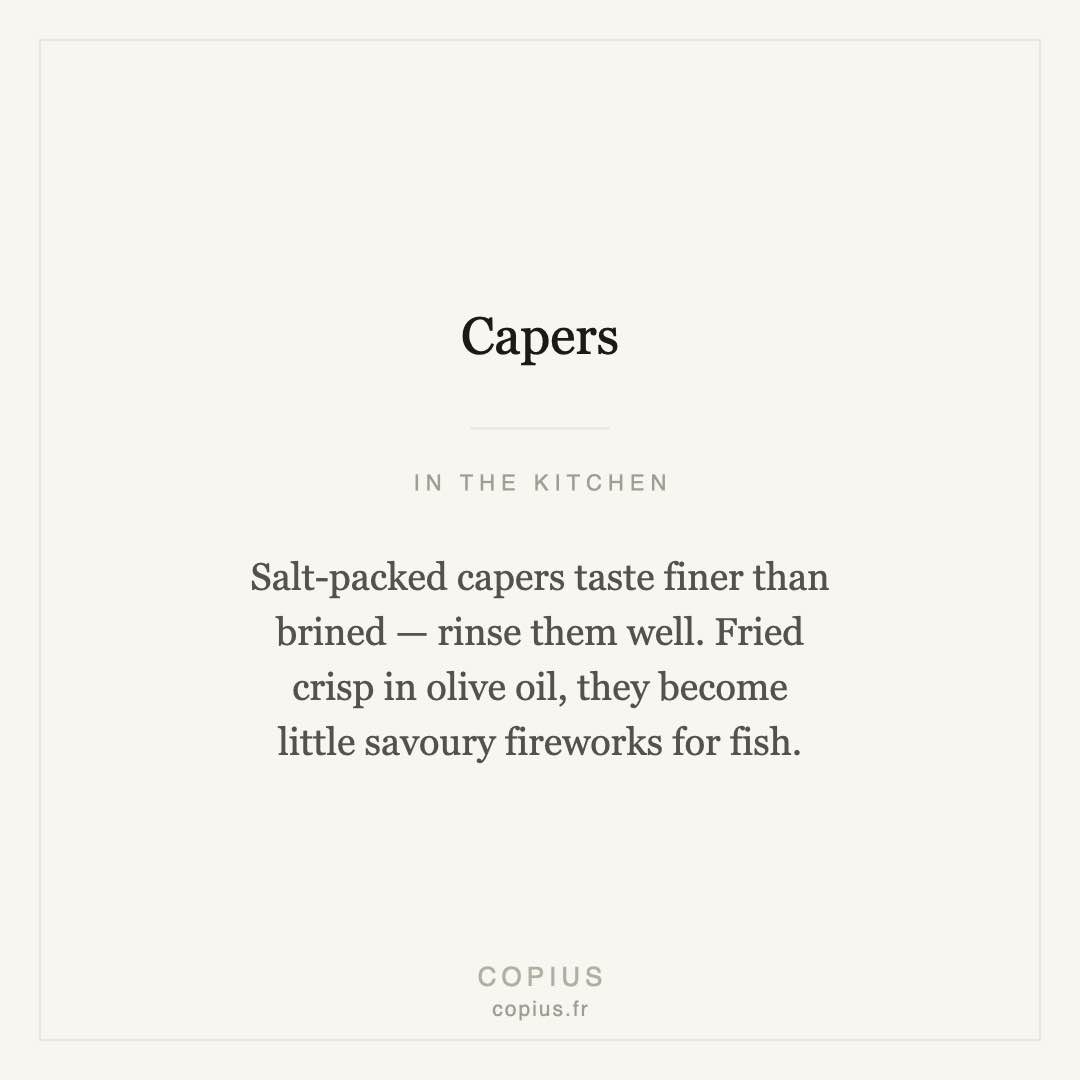 Capers
IN THE KITCHEN
Salt-packed capers taste finer than
brined — rinse them well. Fried
crisp in olive oil, they become
little savoury fireworks for fish.
COPIUS
copius.fr